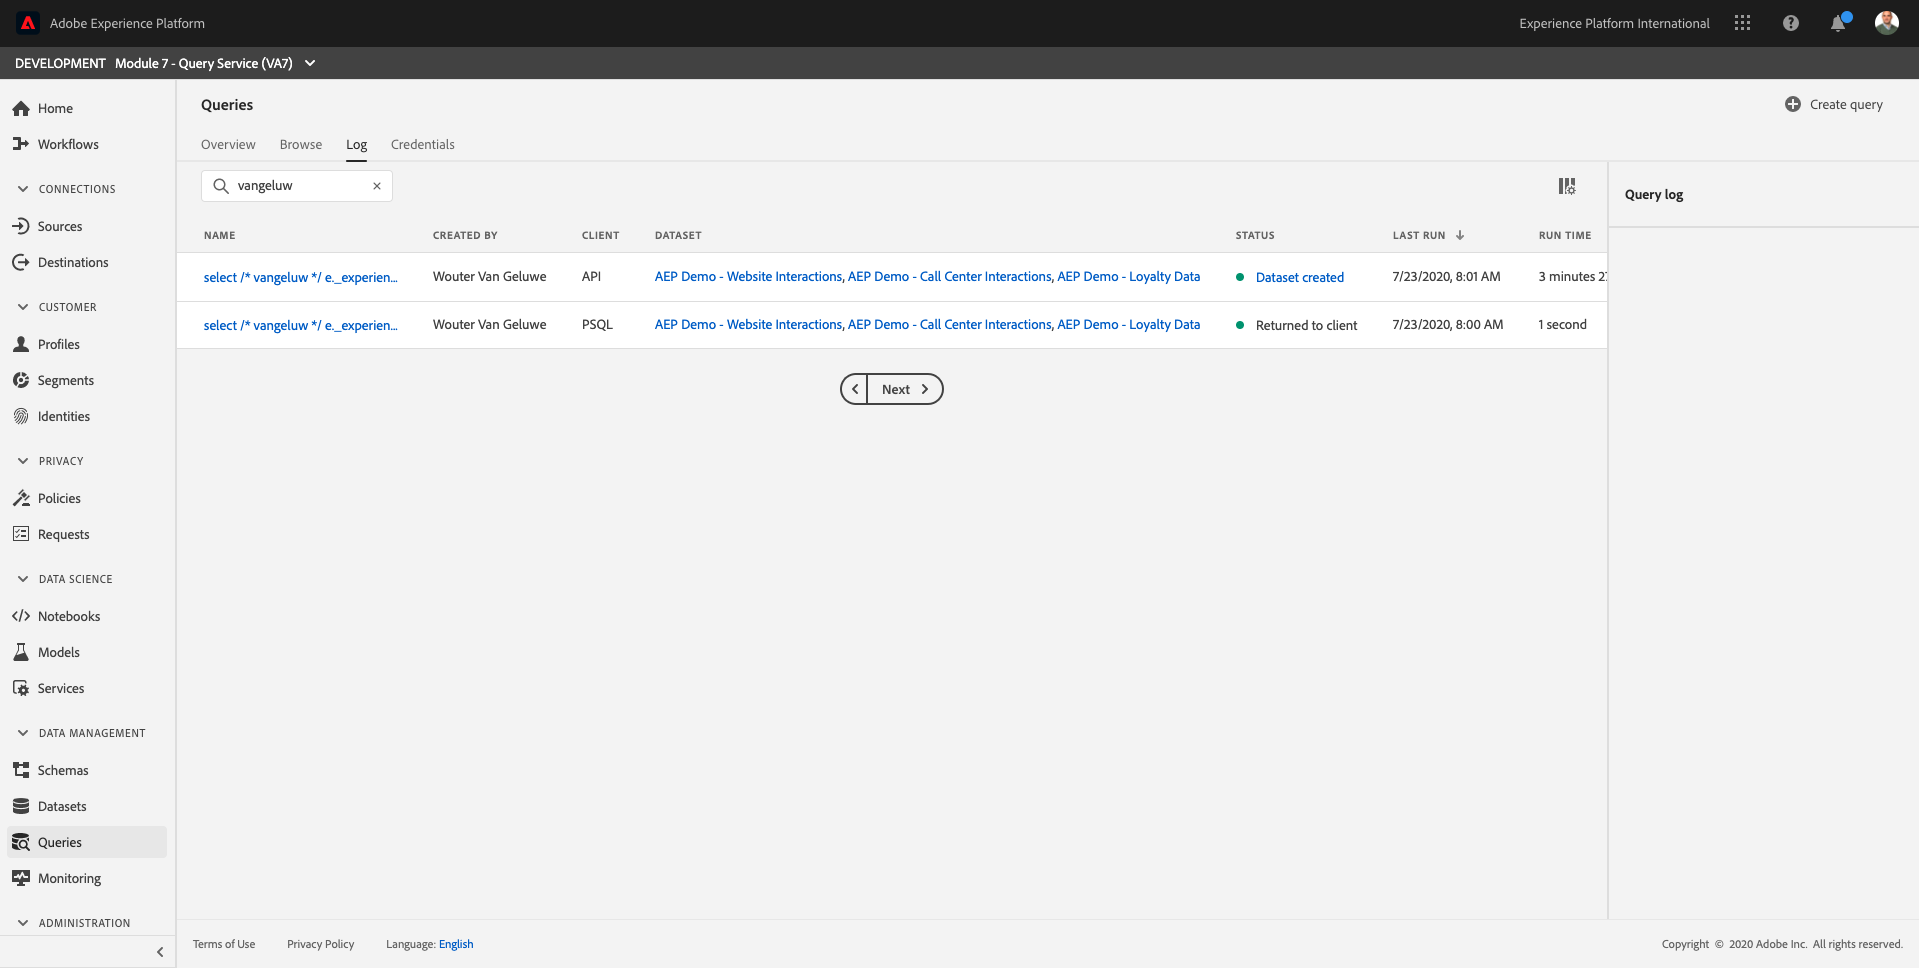 Adobe Experience Platform
Experience Platform International
DEVELOPMENT Module 7 - Query Service (VA7)
Home
Workflows
CONNECTIONS
Sources
Destinations
CUSTOMER
Profiles
Segments
Identities
PRIVACY
Policies
Requests
DATA SCIENCE
Notebooks
Models
Services
DATA MANAGEMENT
Schemas
Datasets
Queries
Monitoring
ADMINISTRATION
Queries
Create query
Overview Browse Log Credentials
vangeluw
Query log
NAME CREATED BY CLIENT DATASET STATUS LAST RUN RUN TIME
select /* vangeluw */ e._experien... Wouter Van Geluwe API AEP Demo - Website Interactions, AEP Demo - Call Center Interactions, AEP Demo - Loyalty Data Dataset created 7/23/2020, 8:01 AM 3 minutes
select /* vangeluw */ e._experien... Wouter Van Geluwe PSQL AEP Demo - Website Interactions, AEP Demo - Call Center Interactions, AEP Demo - Loyalty Data Returned to client 7/23/2020, 8:00 AM 1 second
Next
Terms of Use Privacy Policy Language: English
Copyright © 2020 Adobe Inc. All rights reserved.